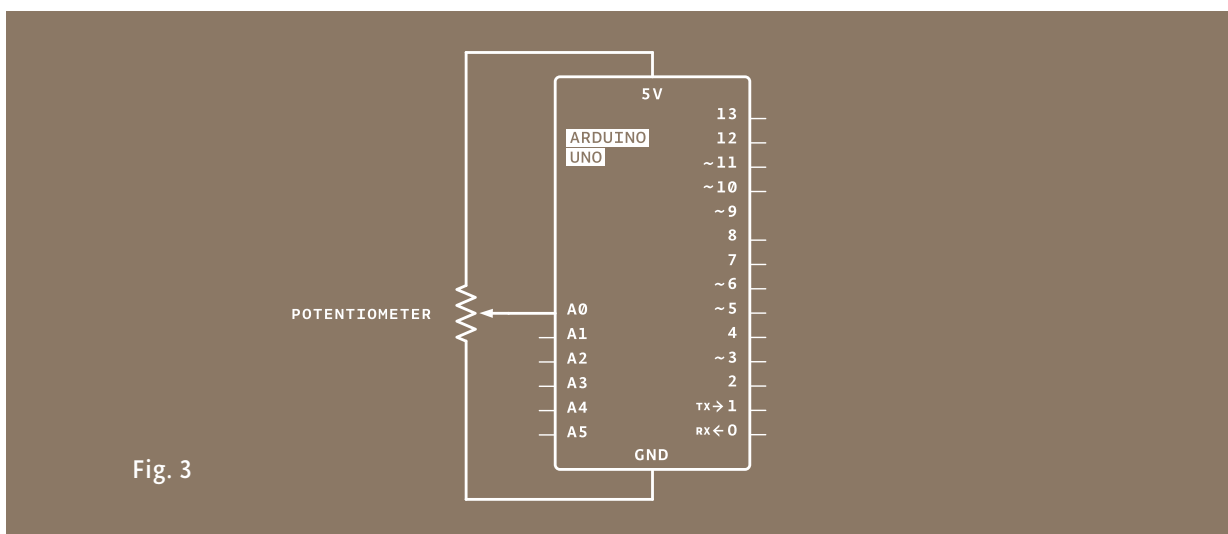 5V
ARDUINO
UNO
13
12
~11
~10
~9
8
7
~6
~5
4
~3
2
TX→1
RX←0
POTENTIOMETER
A0
A1
A2
A3
A4
A5
GND
Fig. 3